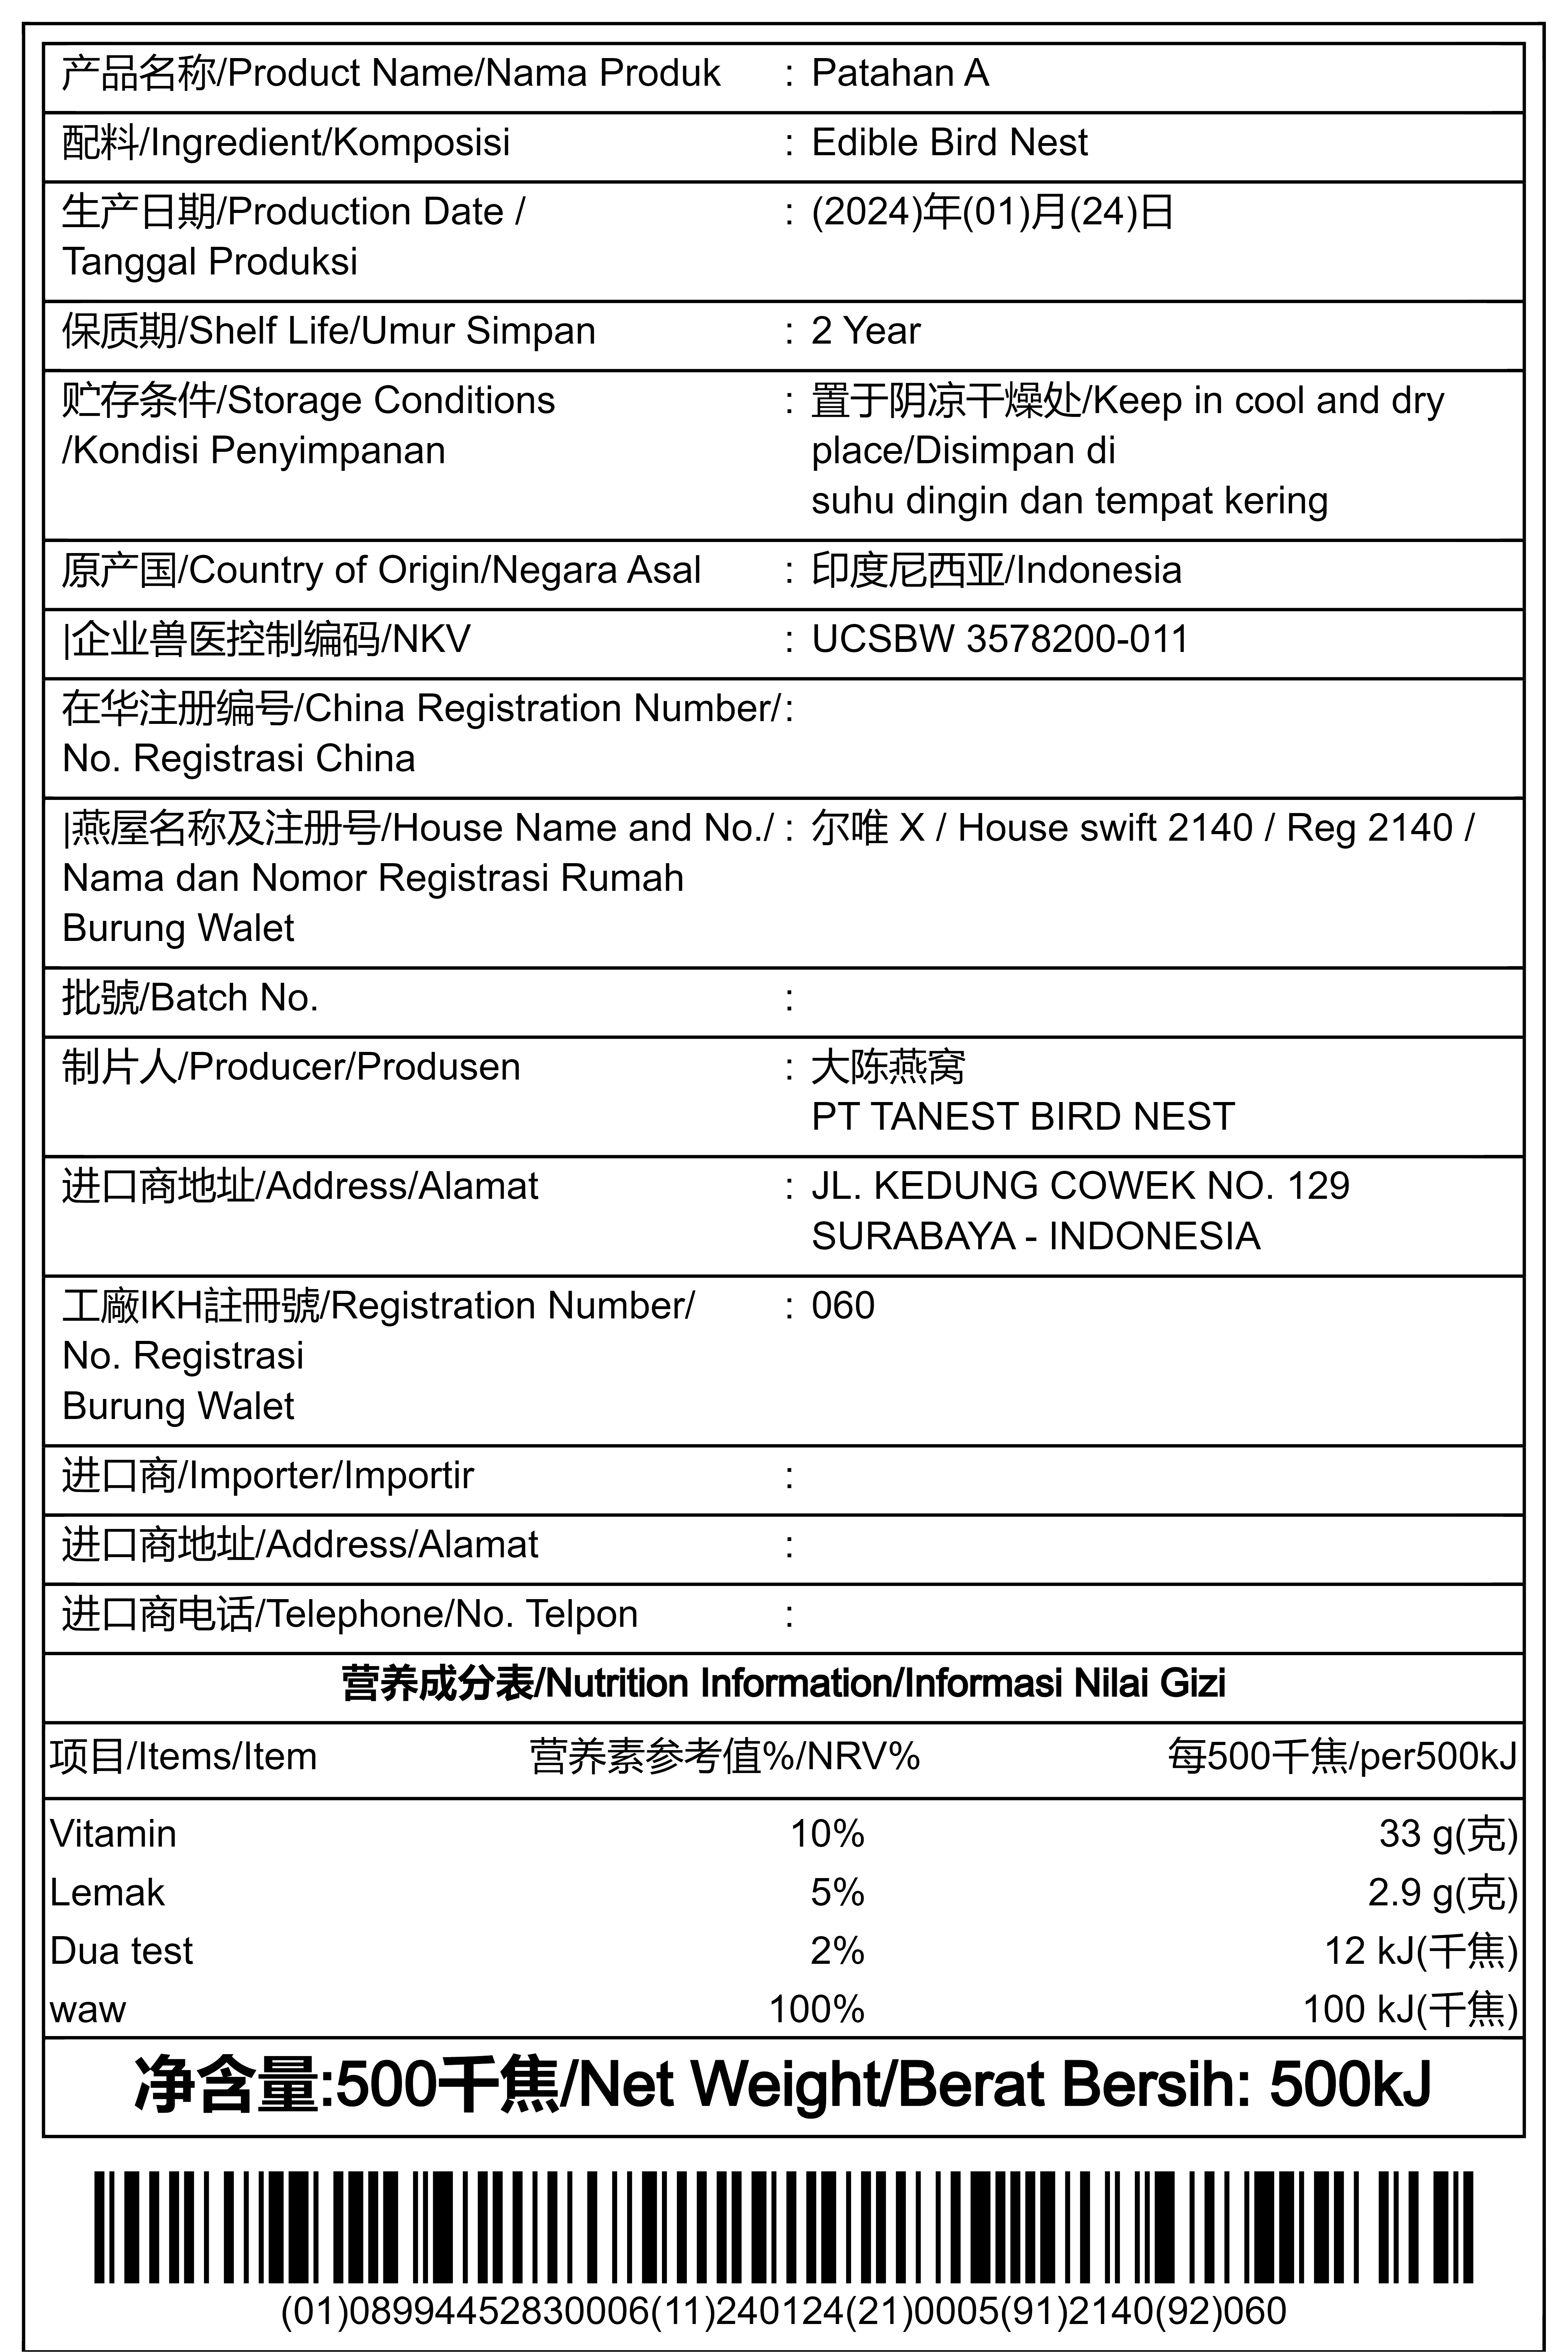 产品名称/Product Name/Nama Produk : Patahan A
配料/Ingredient/Komposisi : Edible Bird Nest
生产日期/Production Date / : (2024)年(01)月(24)日
Tanggal Produksi
保质期/Shelf Life/Umur Simpan : 2 Year
贮存条件/Storage Conditions : 置于阴凉干燥处/Keep in cool and dry
/Kondisi Penyimpanan place/Disimpan di
suhu dingin dan tempat kering
原产国/Country of Origin/Negara Asal : 印度尼西亚/Indonesia
|企业兽医控制编码/NKV : UCSBW 3578200-011
在华注册编号/China Registration Number/ :
No. Registrasi China
|燕屋名称及注册号/House Name and No./ : 尔唯 X / House swift 2140 / Reg 2140 /
Nama dan Nomor Registrasi Rumah
Burung Walet
批號/Batch No. :
制片人/Producer/Produsen : 大陈燕窝
PT TANEST BIRD NEST
进口商地址/Address/Alamat : JL. KEDUNG COWEK NO. 129
SURABAYA - INDONESIA
工廠IKH註冊號/Registration Number/ : 060
No. Registrasi
Burung Walet
进口商/Importer/Importir :
进口商地址/Address/Alamat :
进口商电话/Telephone/No. Telpon :
营养成分表/Nutrition Information/Informasi Nilai Gizi
项目/Items/Item 营养素参考值%/NRV% 每500千焦/per500kJ
Vitamin 10% 33 g(克)
Lemak 5% 2.9 g(克)
Dua test 2% 12 kJ(千焦)
waw 100% 100 kJ(千焦)
净含量:500千焦/Net Weight/Berat Bersih: 500kJ
(01)08994452830006(11)240124(21)0005(91)2140(92)060